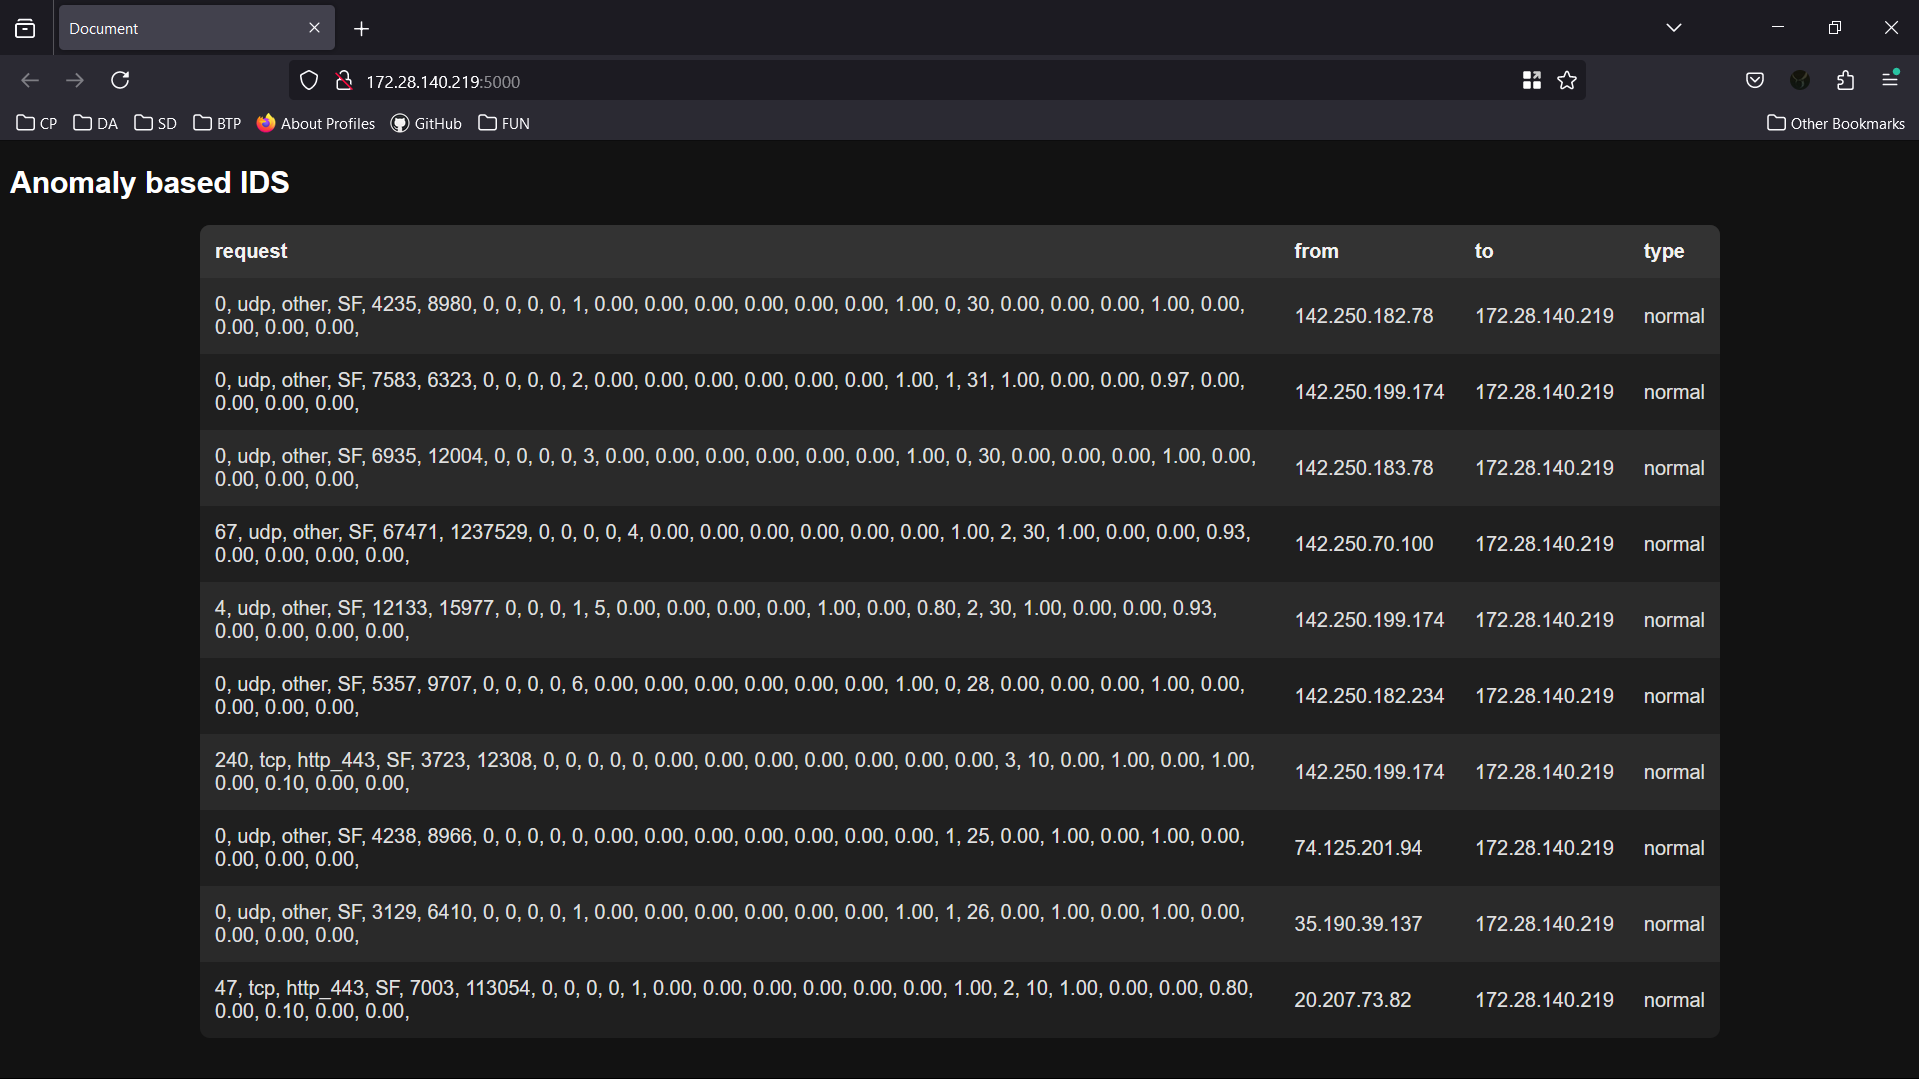 Document
172.28.140.219:5000
CP DA SD BTP About Profiles GitHub FUN Other Bookmarks
Anomaly based IDS
request from to type
0, udp, other, SF, 4235, 8980, 0, 0, 0, 0, 1, 0.00, 0.00, 0.00, 0.00, 0.00, 0.00, 1.00, 0, 30, 0.00, 0.00, 0.00, 1.00, 0.00,
0.00, 0.00, 0.00,
142.250.182.78 172.28.140.219 normal
0, udp, other, SF, 7583, 6323, 0, 0, 0, 0, 2, 0.00, 0.00, 0.00, 0.00, 0.00, 0.00, 1.00, 1, 31, 1.00, 0.00, 0.00, 0.97, 0.00,
0.00, 0.00, 0.00,
142.250.199.174 172.28.140.219 normal
0, udp, other, SF, 6935, 12004, 0, 0, 0, 0, 3, 0.00, 0.00, 0.00, 0.00, 0.00, 0.00, 1.00, 0, 30, 0.00, 0.00, 0.00, 1.00, 0.00,
0.00, 0.00, 0.00,
142.250.183.78 172.28.140.219 normal
67, udp, other, SF, 67471, 1237529, 0, 0, 0, 0, 4, 0.00, 0.00, 0.00, 0.00, 0.00, 0.00, 1.00, 2, 30, 1.00, 0.00, 0.00, 0.93,
0.00, 0.00, 0.00, 0.00,
142.250.70.100 172.28.140.219 normal
4, udp, other, SF, 12133, 15977, 0, 0, 0, 1, 5, 0.00, 0.00, 0.00, 0.00, 1.00, 0.00, 0.80, 2, 30, 1.00, 0.00, 0.00, 0.93,
0.00, 0.00, 0.00, 0.00,
142.250.199.174 172.28.140.219 normal
0, udp, other, SF, 5357, 9707, 0, 0, 0, 0, 6, 0.00, 0.00, 0.00, 0.00, 0.00, 0.00, 1.00, 0, 28, 0.00, 0.00, 0.00, 1.00, 0.00,
0.00, 0.00, 0.00,
142.250.182.234 172.28.140.219 normal
240, tcp, http_443, SF, 3723, 12308, 0, 0, 0, 0, 0, 0.00, 0.00, 0.00, 0.00, 0.00, 0.00, 0.00, 3, 10, 0.00, 1.00, 0.00, 1.00,
0.00, 0.10, 0.00, 0.00,
142.250.199.174 172.28.140.219 normal
0, udp, other, SF, 4238, 8966, 0, 0, 0, 0, 0, 0.00, 0.00, 0.00, 0.00, 0.00, 0.00, 0.00, 1, 25, 0.00, 1.00, 0.00, 1.00, 0.00,
0.00, 0.00, 0.00,
74.125.201.94 172.28.140.219 normal
0, udp, other, SF, 3129, 6410, 0, 0, 0, 0, 1, 0.00, 0.00, 0.00, 0.00, 0.00, 0.00, 1.00, 1, 26, 0.00, 1.00, 0.00, 1.00, 0.00,
0.00, 0.00, 0.00,
35.190.39.137 172.28.140.219 normal
47, tcp, http_443, SF, 7003, 113054, 0, 0, 0, 0, 1, 0.00, 0.00, 0.00, 0.00, 0.00, 0.00, 1.00, 2, 10, 1.00, 0.00, 0.00, 0.80,
0.00, 0.10, 0.00, 0.00,
20.207.73.82 172.28.140.219 normal